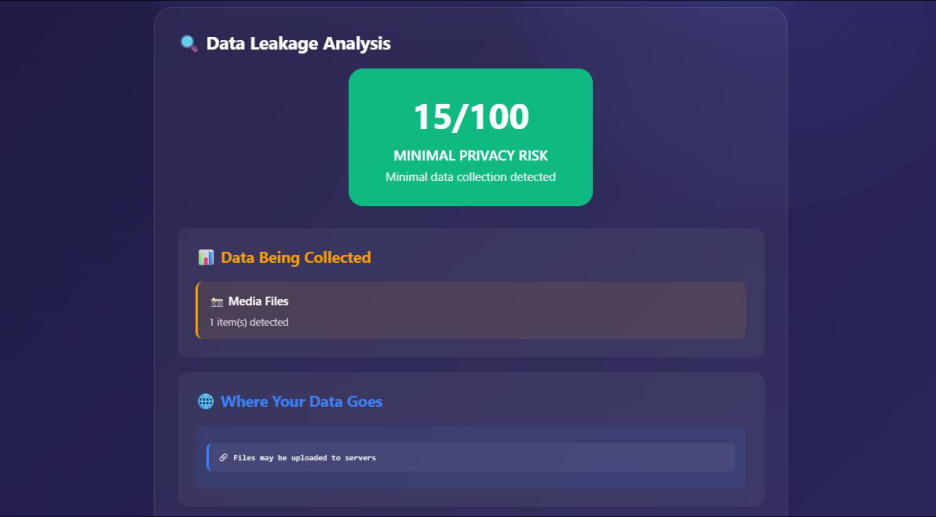 Data Leakage Analysis
15/100
MINIMAL PRIVACY RISK
Minimal data collection detected
Data Being Collected
Media Files
1 item(s) detected
Where Your Data Goes
Files may be uploaded to servers